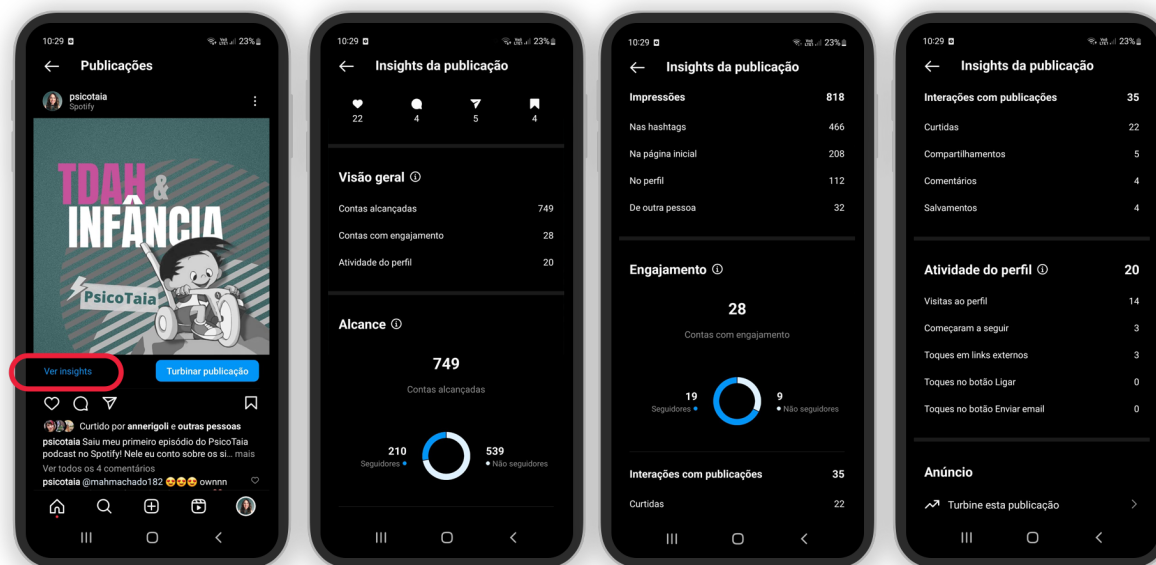 10:29
23%
Publicações
psicotaia
Spotify
TDAH &
INFÂNCIA
PsicoTaia
Ver insights
Turbinar publicação
Curtido por annerigoli e outras pessoas
psicotaia Saiu meu primeiro episódio do PsicoTaia
podcast no Spotify! Nele eu conto sobre os si... mais
Ver todos os 4 comentários
psicotaia @mahmachado182 😍😍😍 ownnn
10:29
23%
Insights da publicação
22 4 5 4
Visão geral
Contas alcançadas 749
Contas com engajamento 28
Atividade do perfil 20
Alcance
749
Contas alcançadas
210 539
Seguidores • • Não seguidores
10:29
23%
Insights da publicação
Impressões 818
Nas hashtags 466
Na página inicial 208
No perfil 112
De outra pessoa 32
Engajamento
28
Contas com engajamento
19 9
Seguidores • • Não seguidores
Interações com publicações 35
Curtidas 22
10:29
23%
Insights da publicação
Interações com publicações 35
Curtidas 22
Compartilhamentos 5
Comentários 4
Salvamentos 4
Atividade do perfil 20
Visitas ao perfil 14
Começaram a seguir 3
Toques em links externos 3
Toques no botão Ligar 0
Toques no botão Enviar email 0
Anúncio
Turbine esta publicação